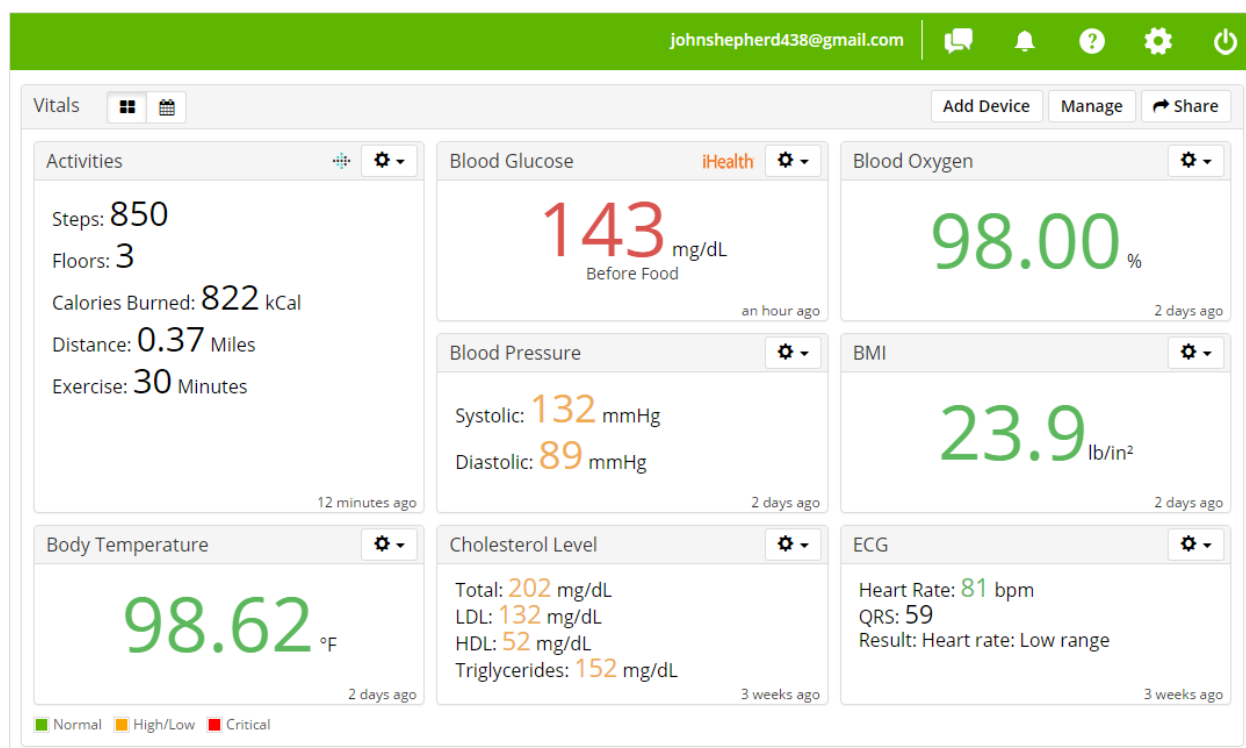 johnshepherd438@gmail.com
Vitals
Add Device
Manage
Share
Activities
Steps: 850
Floors: 3
Calories Burned: 822 kCal
Distance: 0.37 Miles
Exercise: 30 Minutes
12 minutes ago
Blood Glucose
iHealth
143 mg/dL
Before Food
an hour ago
Blood Oxygen
98.00 %
2 days ago
Blood Pressure
Systolic: 132 mmHg
Diastolic: 89 mmHg
2 days ago
BMI
23.9 lb/in²
2 days ago
Body Temperature
98.62 °F
2 days ago
Cholesterol Level
Total: 202 mg/dL
LDL: 132 mg/dL
HDL: 52 mg/dL
Triglycerides: 152 mg/dL
3 weeks ago
ECG
Heart Rate: 81 bpm
QRS: 59
Result: Heart rate: Low range
3 weeks ago
Normal High/Low Critical